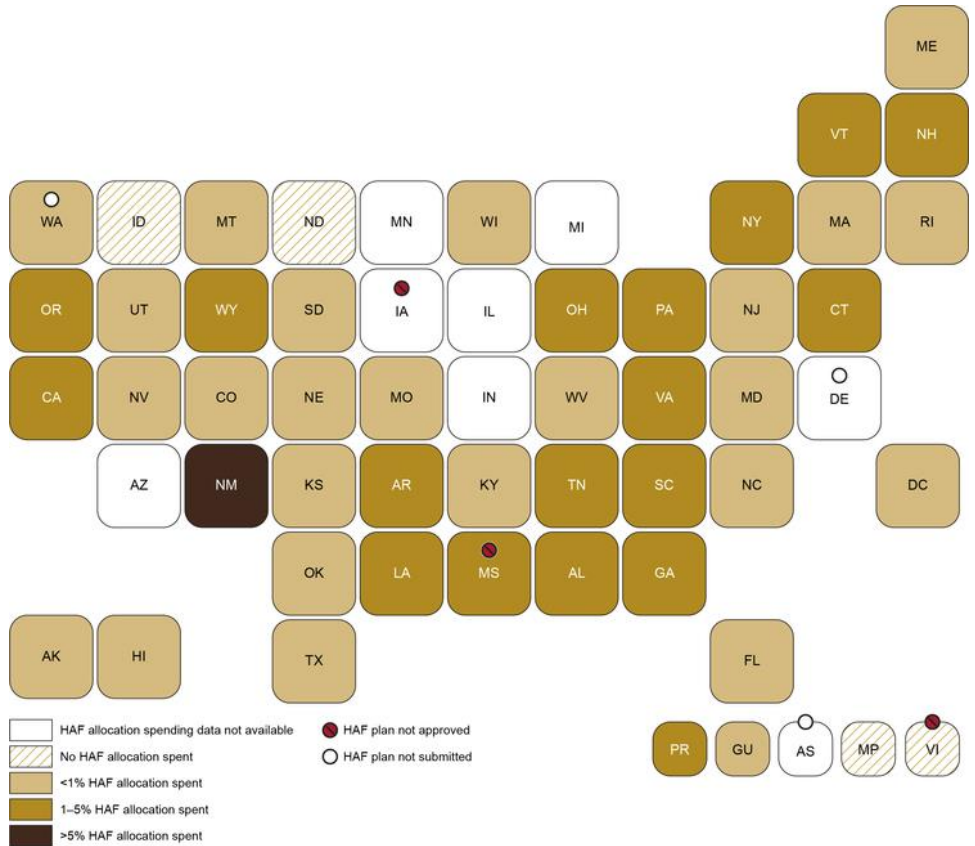 ME
VT NH
WA ID MT ND MN WI MI NY MA RI
OR UT WY SD IA IL OH PA NJ CT
CA NV CO NE MO IN WV VA MD DE
AZ NM KS AR KY TN SC NC DC
OK LA MS AL GA
AK HI TX FL
HAF allocation spending data not available
No HAF allocation spent
<1% HAF allocation spent
1–5% HAF allocation spent
>5% HAF allocation spent
HAF plan not approved
HAF plan not submitted
PR GU AS MP VI